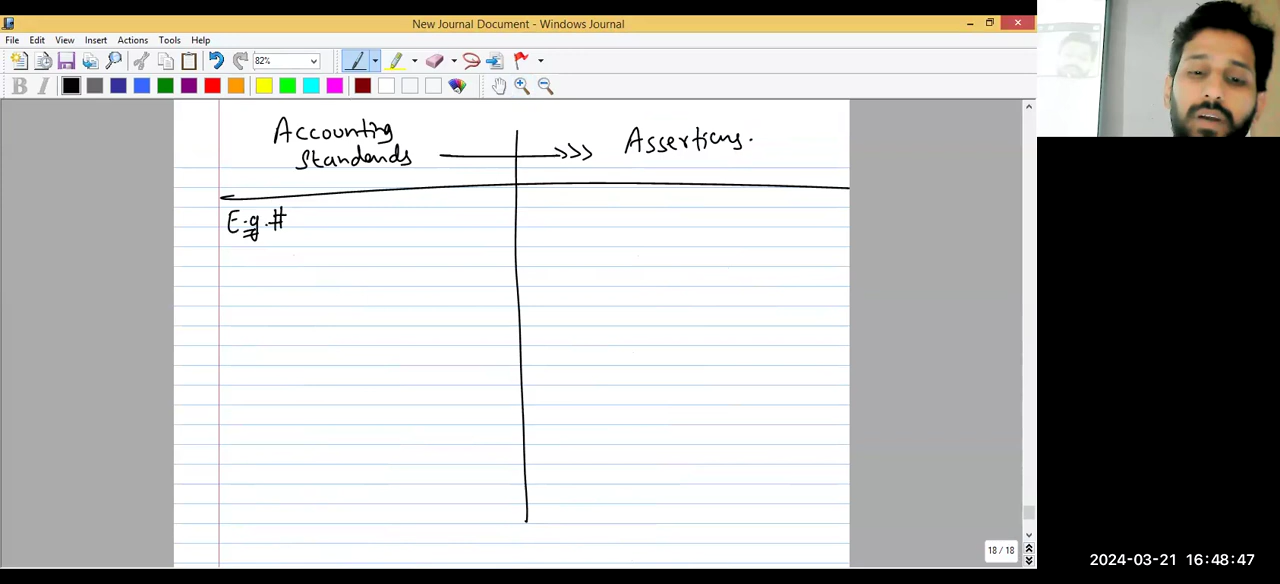 New Journal Document - Windows Journal
File Edit View Insert Actions Tools Help
82%
B I
Accounting Standards
Assertions.
E.g.#
18 / 18
2024-03-21 16:48:47